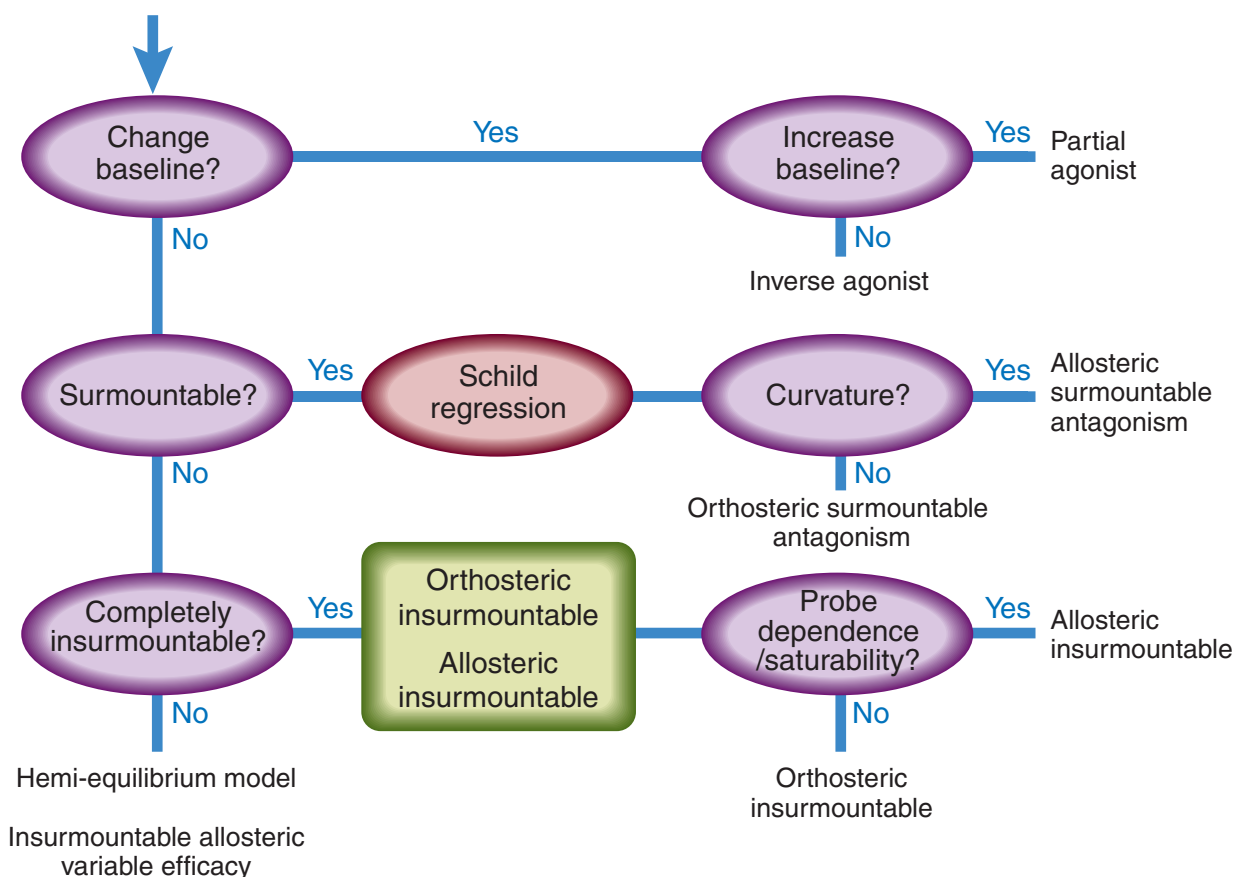 Change
baseline?
Yes
Increase
baseline?
Yes
Partial
agonist
No
No
Inverse agonist
Surmountable?
Yes
Schild
regression
Curvature?
Yes
Allosteric
surmountable
antagonism
No
No
Orthosteric surmountable
antagonism
Completely
insurmountable?
Yes
Orthosteric
insurmountable
Allosteric
insurmountable
Probe
dependence
/saturability?
Yes
Allosteric
insurmountable
No
No
Hemi-equilibrium model
Insurmountable allosteric
variable efficacy
Orthosteric
insurmountable